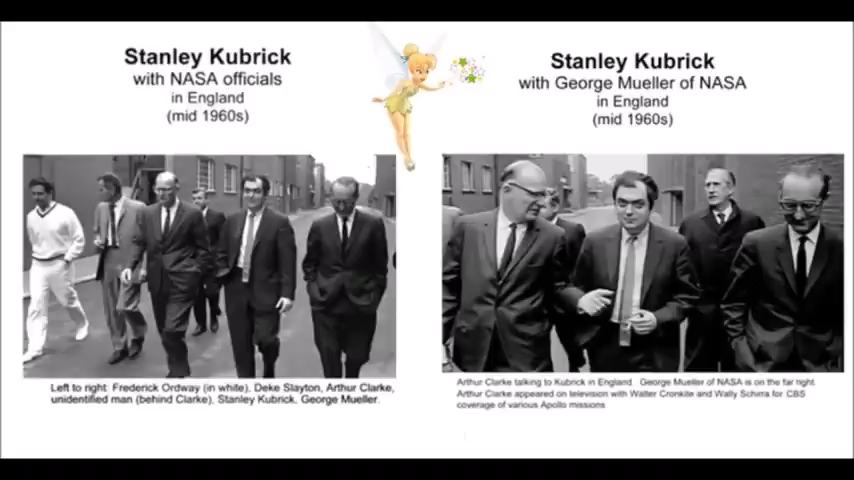 Stanley Kubrick
with NASA officials
in England
(mid 1960s)
Left to right: Frederick Ordway (in white), Deke Slayton, Arthur Clarke,
unidentified man (behind Clarke), Stanley Kubrick, George Mueller.
Stanley Kubrick
with George Mueller of NASA
in England
(mid 1960s)
Arthur Clarke talking to Kubrick in England. George Mueller of NASA is on the far right.
Arthur Clarke appeared on television with Walter Cronkite and Wally Schirra for CBS
coverage of various Apollo missions